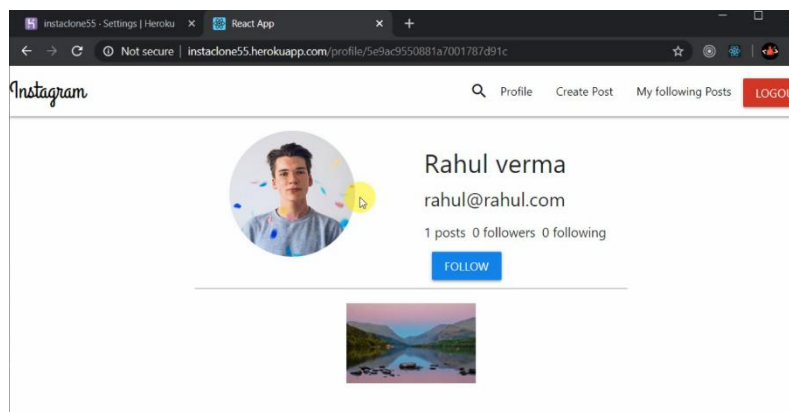 instaclone55 - Settings | Heroku
React App
Not secure | instaclone55.herokuapp.com/profile/5e9ac9550881a7001787d91c
Instagram
Profile Create Post My following Posts LOGOU
Rahul verma
rahul@rahul.com
1 posts 0 followers 0 following
FOLLOW